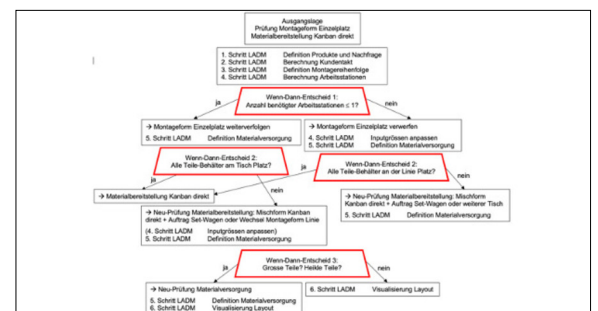 Ausgangslage
Prüfung Montageform Einzelplatz
Materialbereitstellung Kanban direkt
1. Schritt LADM Definition Produkte und Nachfrage
2. Schritt LADM Berechnung Kundentakt
3. Schritt LADM Definition Montagereihenfolge
4. Schritt LADM Berechnung Arbeitsstationen
Wenn-Dann-Entscheid 1:
Anzahl benötigter Arbeitsstationen ≤ 1?
ja
nein
→ Montageform Einzelplatz weiterverfolgen
5. Schritt LADM Definition Materialversorgung
→ Montageform Einzelplatz verwerfen
4. Schritt LADM Inputgrössen anpassen
5. Schritt LADM Definition Materialversorgung
Wenn-Dann-Entscheid 2:
Alle Teile-Behälter am Tisch Platz?
Wenn-Dann-Entscheid 2:
Alle Teile-Behälter an der Linie Platz?
ja
nein
ja
nein
→ Materialbereitstellung Kanban direkt
→ Neu-Prüfung Materialbereitstellung: Mischform
Kanban direkt + Auftrag Set-Wagen oder weiterer Tisch
5. Schritt LADM Definition Materialversorgung
→ Neu-Prüfung Materialbereitstellung: Mischform Kanban
direkt + Auftrag Set-Wagen oder Wechsel Montageform Linie
(4. Schritt LADM Inputgrössen anpassen)
5. Schritt LADM Definition Materialversorgung
Wenn-Dann-Entscheid 3:
Grosse Teile? Heikle Teile?
ja
nein
→ Neu-Prüfung Materialversorgung
5. Schritt LADM Definition Materialversorgung
6. Schritt LADM Visualisierung Layout
6. Schritt LADM Visualisierung Layout